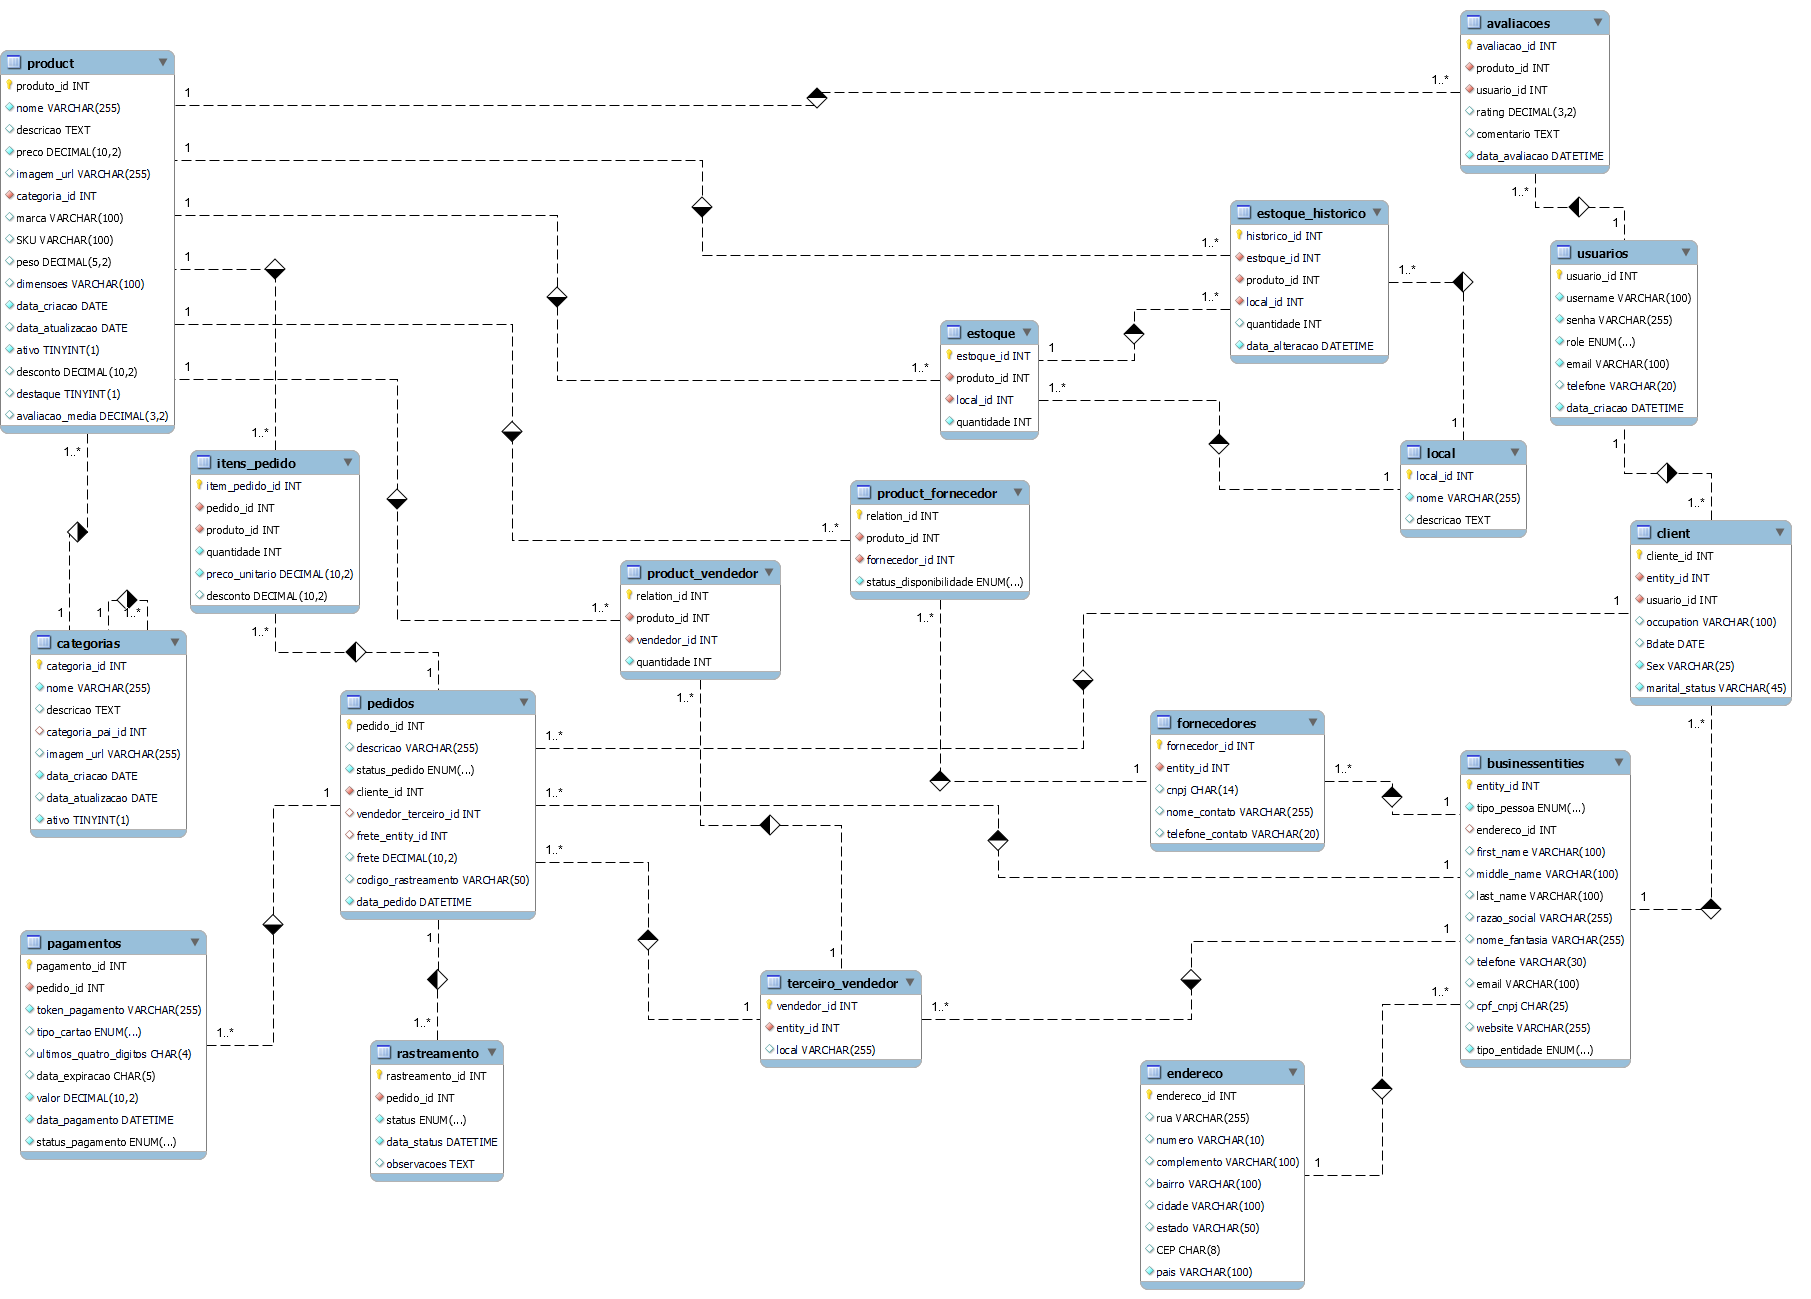 product
produto_id INT
nome VARCHAR(255)
descricao TEXT
preco DECIMAL(10,2)
imagem_url VARCHAR(255)
categoria_id INT
marca VARCHAR(100)
SKU VARCHAR(100)
peso DECIMAL(5,2)
dimensoes VARCHAR(100)
data_criacao DATE
data_atualizacao DATE
ativo TINYINT(1)
desconto DECIMAL(10,2)
destaque TINYINT(1)
avaliacao_media DECIMAL(3,2)
1
1
1
1
1
1
1..*
1..*
avaliacoes
avaliacao_id INT
produto_id INT
usuario_id INT
rating DECIMAL(3,2)
comentario TEXT
data_avaliacao DATETIME
1..*
1..*
1
estoque_historico
historico_id INT
estoque_id INT
produto_id INT
local_id INT
quantidade INT
data_alteracao DATETIME
1..*
1..*
1..*
1
usuarios
usuario_id INT
username VARCHAR(100)
senha VARCHAR(255)
role ENUM(...)
email VARCHAR(100)
telefone VARCHAR(20)
data_criacao DATETIME
1
1..*
estoque
estoque_id INT
produto_id INT
local_id INT
quantidade INT
1..*
1
1..*
1
local
local_id INT
nome VARCHAR(255)
descricao TEXT
itens_pedido
item_pedido_id INT
pedido_id INT
produto_id INT
quantidade INT
preco_unitario DECIMAL(10,2)
desconto DECIMAL(10,2)
1..*
1
product_fornecedor
relation_id INT
produto_id INT
fornecedor_id INT
status_disponibilidade ENUM(...)
1..*
1..*
product_vendedor
relation_id INT
produto_id INT
vendedor_id INT
quantidade INT
1..*
1..*
client
cliente_id INT
entity_id INT
usuario_id INT
occupation VARCHAR(100)
Bdate DATE
Sex VARCHAR(25)
marital_status VARCHAR(45)
1
1..*
1
1
1..*
categorias
categoria_id INT
nome VARCHAR(255)
descricao TEXT
categoria_pai_id INT
imagem_url VARCHAR(255)
data_criacao DATE
data_atualizacao DATE
ativo TINYINT(1)
pedidos
pedido_id INT
descricao VARCHAR(255)
status_pedido ENUM(...)
cliente_id INT
vendedor_terceiro_id INT
frete_entity_id INT
frete DECIMAL(10,2)
codigo_rastreamento VARCHAR(50)
data_pedido DATETIME
1..*
1..*
1..*
1
1
1..*
fornecedores
fornecedor_id INT
entity_id INT
cnpj CHAR(14)
nome_contato VARCHAR(255)
telefone_contato VARCHAR(20)
1
1..*
businessentities
entity_id INT
tipo_pessoa ENUM(...)
endereco_id INT
first_name VARCHAR(100)
middle_name VARCHAR(100)
last_name VARCHAR(100)
razao_social VARCHAR(255)
nome_fantasia VARCHAR(255)
telefone VARCHAR(30)
email VARCHAR(100)
cpf_cnpj CHAR(25)
website VARCHAR(255)
tipo_entidade ENUM(...)
1
1
1
1
1..*
pagamentos
pagamento_id INT
pedido_id INT
token_pagamento VARCHAR(255)
tipo_cartao ENUM(...)
ultimos_quatro_digitos CHAR(4)
data_expiracao CHAR(5)
valor DECIMAL(10,2)
data_pagamento DATETIME
status_pagamento ENUM(...)
1..*
rastreamento
rastreamento_id INT
pedido_id INT
status ENUM(...)
data_status DATETIME
observacoes TEXT
terceiro_vendedor
vendedor_id INT
entity_id INT
local VARCHAR(255)
1
1
1..*
endereco
endereco_id INT
rua VARCHAR(255)
numero VARCHAR(10)
complemento VARCHAR(100)
bairro VARCHAR(100)
cidade VARCHAR(100)
estado VARCHAR(50)
CEP CHAR(8)
pais VARCHAR(100)
1